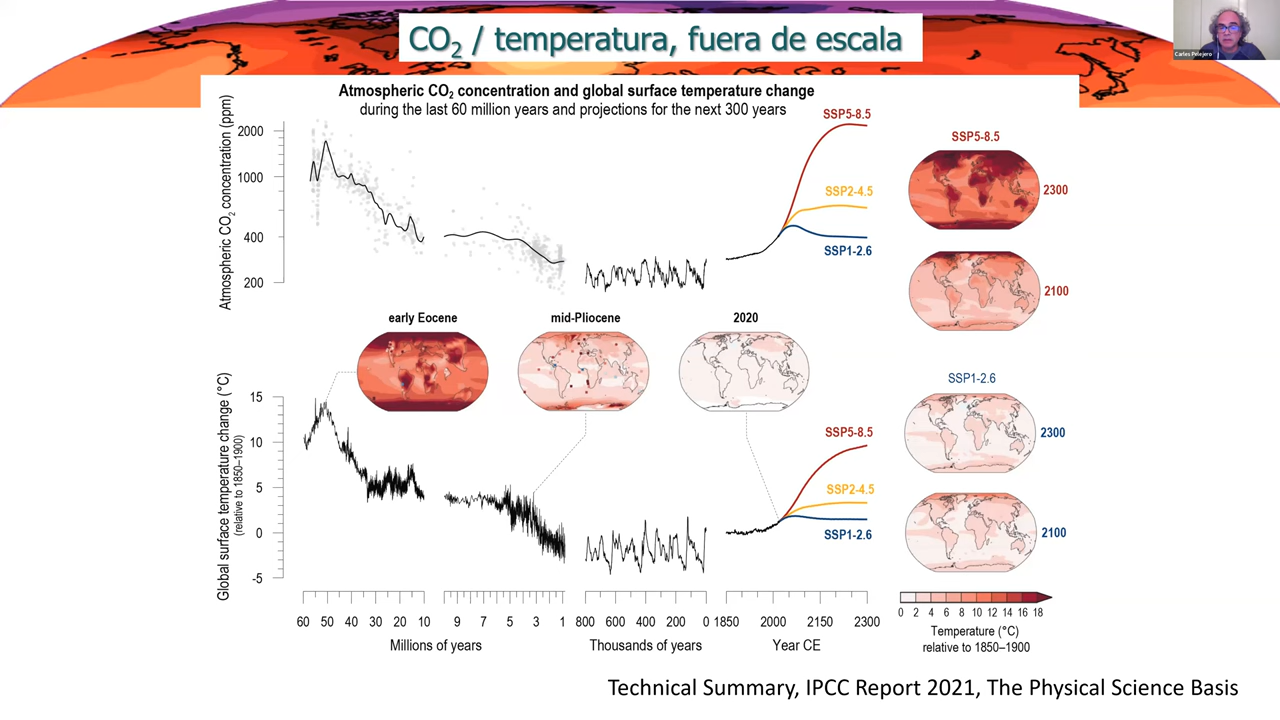 CO2 / temperatura, fuera de escala
Carles Pelejero
Atmospheric CO2 concentration and global surface temperature change
during the last 60 million years and projections for the next 300 years
Atmospheric CO2 concentration (ppm)
2000
1000
400
200
SSP5-8.5
SSP2-4.5
SSP1-2.6
SSP5-8.5
2300
2100
early Eocene
mid-Pliocene
2020
Global surface temperature change (°C)
(relative to 1850–1900)
15
10
5
0
-5
SSP5-8.5
SSP2-4.5
SSP1-2.6
SSP1-2.6
2300
2100
60 50 40 30 20 10 9 7 5 3 1 800 600 400 200 0 1850 2000 2150 2300
Millions of years Thousands of years Year CE
0 2 4 6 8 10 12 14 16 18
Temperature (°C)
relative to 1850–1900
Technical Summary, IPCC Report 2021, The Physical Science Basis